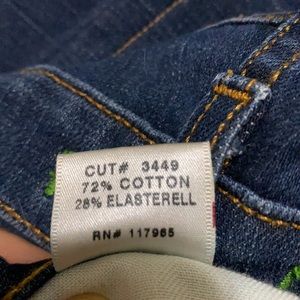 CUT# 3449
72% COTTON
28% ELASTERELL
RN# 117965